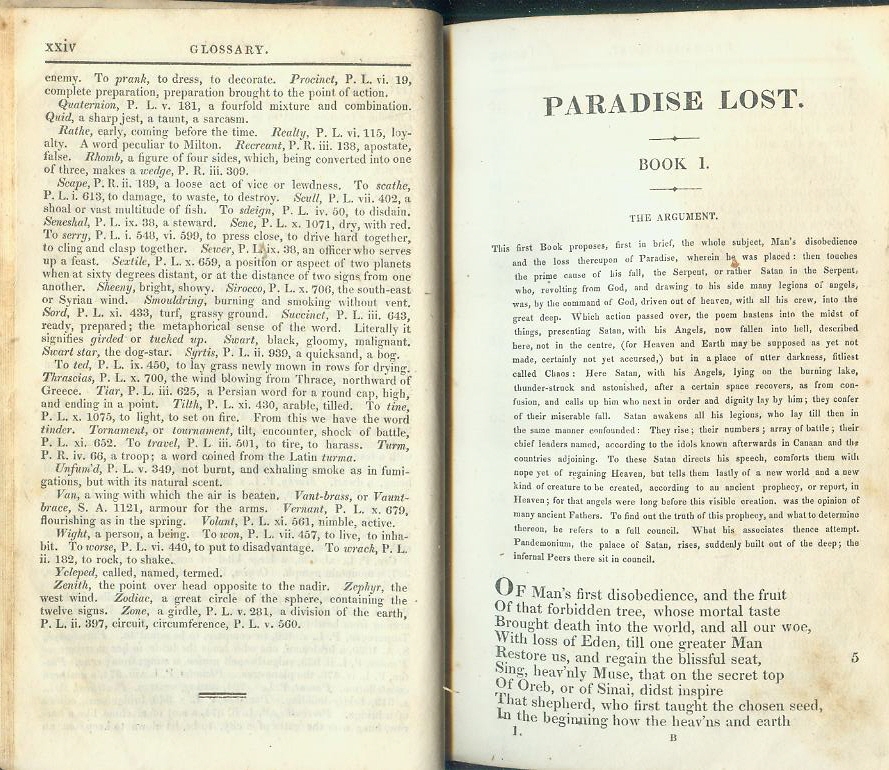 xxiv GLOSSARY.
enemy. To prank, to dress, to decorate. Procinct, P. L. vi. 19,
complete preparation, preparation brought to the point of action.
Quaternion, P. L. v. 181, a fourfold mixture and combination.
Quid, a sharp jest, a taunt, a sarcasm.
Rathe, early, coming before the time. Realty, P. L. vi. 115, loy-
alty. A word peculiar to Milton. Recreant, P. R. iii. 138, apostate,
false. Rhomb, a figure of four sides, which, being converted into one
of three, makes a wedge, P. R. iii. 309.
Scape, P. R. ii. 189, a loose act of vice or lewdness. To scathe,
P. L. i. 613, to damage, to waste, to destroy. Scull, P. L. vii. 402, a
shoal or vast multitude of fish. To sdeign, P. L. iv. 50, to disdain.
Seneshal, P. L. ix. 38, a steward. Sene, P. L. x. 1071, dry, with red.
To serry, P. L. i. 548, vi. 599, to press close, to drive hard together,
to cling and clasp together. Sewer, P. L. ix. 38, an officer who serves
up a feast. Sextile, P. L. x. 659, a position or aspect of two planets
when at sixty degrees distant, or at the distance of two signs from one
another. Sheeny, bright, showy. Sirocco, P. L. x. 706, the south-east
or Syrian wind. Smouldring, burning and smoking without vent.
Sord, P. L. xi. 433, turf, grassy ground. Succinct, P. L. iii. 643,
ready, prepared; the metaphorical sense of the word. Literally it
signifies girded or tucked up. Swart, black, gloomy, malignant.
Swart star, the dog-star. Syrtis, P. L. ii. 939, a quicksand, a bog.
To ted, P. L. ix. 450, to lay grass newly mown in rows for drying.
Thrascias, P. L. x. 700, the wind blowing from Thrace, northward of
Greece. Tiar, P. L. iii. 625, a Persian word for a round cap, high,
and ending in a point. Tilth, P. L. xi. 430, arable, tilled. To tine,
P. L. x. 1075, to light, to set on fire. From this we have the word
tinder. Tornament, or tournament, tilt, encounter, shock of battle,
P. L. xi. 652. To travel, P. L iii. 501, to tire, to harass. Turm,
P. R. iv. 66, a troop; a word coined from the Latin turma.
Unfum'd, P. L. v. 349, not burnt, and exhaling smoke as in fumi-
gations, but with its natural scent.
Van, a wing with which the air is beaten. Vant-brass, or Vaunt-
brace, S. A. 1121, armour for the arms. Vernant, P. L. x. 679,
flourishing as in the spring. Volant, P. L. xi. 561, nimble, active.
Wight, a person, a being. To won, P. L. vii. 457, to live, to inha-
bit. To worse, P. L. vi. 440, to put to disadvantage. To wrack, P. L.
ii. 182, to rock, to shake.
Ycleped, called, named, termed.
Zenith, the point over head opposite to the nadir. Zephyr, the
west wind. Zodiac, a great circle of the sphere, containing the
twelve signs. Zone, a girdle, P. L. v. 281, a division of the earth,
P. L. ii. 397, circuit, circumference, P. L. v. 560.
PARADISE LOST.
BOOK I.
THE ARGUMENT.
This first Book proposes, first in brief, the whole subject, Man's disobedience
and the loss thereupon of Paradise, wherein he was placed: then touches
the prime cause of his fall, the Serpent, or rather Satan in the Serpent,
who, revolting from God, and drawing to his side many legions of angels,
was, by the command of God, driven out of heaven, with all his crew, into the
great deep. Which action passed over, the poem hastens into the midst of
things, presenting Satan, with his Angels, now fallen into hell, described
here, not in the centre, (for Heaven and Earth may be supposed as yet not
made, certainly not yet accursed,) but in a place of utter darkness, fitliest
called Chaos: Here Satan, with his Angels, lying on the burning lake,
thunder-struck and astonished, after a certain space recovers, as from con-
fusion, and calls up him who next in order and dignity lay by him; they confer
of their miserable fall. Satan awakens all his legions, who lay till then in
the same manner confounded: They rise; their numbers; array of battle; their
chief leaders named, according to the idols known afterwards in Canaan and the
countries adjoining. To these Satan directs his speech, comforts them with
hope yet of regaining Heaven, but tells them lastly of a new world and a new
kind of creature to be created, according to an ancient prophecy, or report, in
Heaven; for that angels were long before this visible creation. was the opinion of
many ancient Fathers. To find out the truth of this prophecy, and what to determine
thereon, he refers to a full council. What his associates thence attempt.
Pandemonium, the palace of Satan, rises, suddenly built out of the deep; the
infernal Peers there sit in council.
OF Man's first disobedience, and the fruit
Of that forbidden tree, whose mortal taste
Brought death into the world, and all our woe,
With loss of Eden, till one greater Man
Restore us, and regain the blissful seat, 5
Sing, heav'nly Muse, that on the secret top
Of Oreb, or of Sinai, didst inspire
That shepherd, who first taught the chosen seed,
In the beginning how the heav'ns and earth
1. B